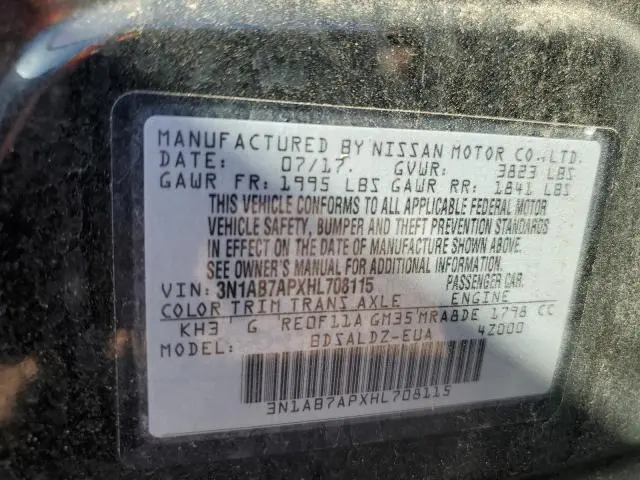 MANUFACTURED BY NISSAN MOTOR CO.,LTD.
DATE: 07/17. GVWR: 3823 LBS
GAWR FR: 1995 LBS GAWR RR: 1841 LBS
THIS VEHICLE CONFORMS TO ALL APPLICABLE FEDERAL MOTOR
VEHICLE SAFETY, BUMPER AND THEFT PREVENTION STANDARDS
IN EFFECT ON THE DATE OF MANUFACTURE SHOWN ABOVE.
SEE OWNER'S MANUAL FOR ADDITIONAL INFORMATION.
VIN: 3N1AB7APXHL708115 PASSENGER CAR.
COLOR TRIM TRANS AXLE ENGINE
KH3 G RE0F11A GM35 MRA8DE 1798 CC
MODEL: BDSALDZ-EUA 4Z000
3N1AB7APXHL708115